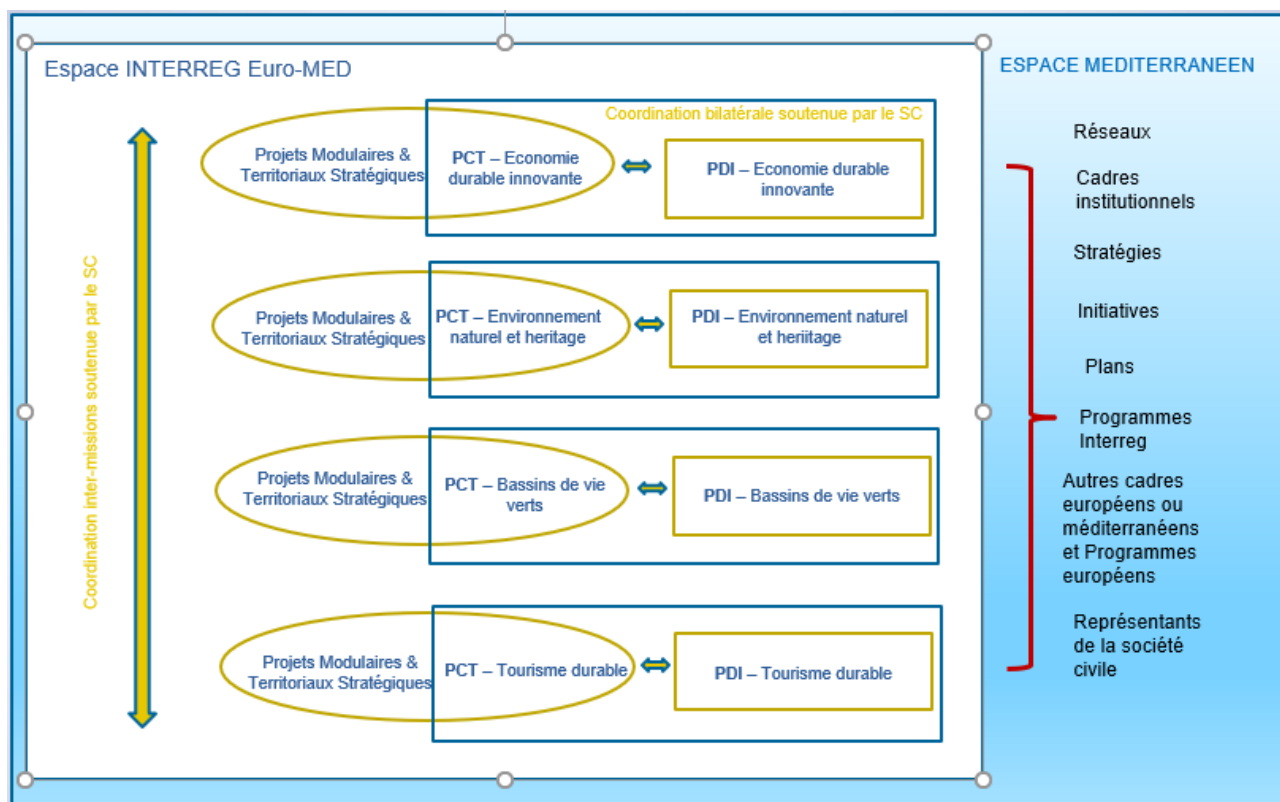 Espace INTERREG Euro-MED
ESPACE MEDITERRANEEN
Coordination inter-missions soutenue par le SC
Coordination bilatérale soutenue par le SC
Projets Modulaires &
Territoriaux Stratégiques
PCT – Economie
durable innovante
PDI – Economie durable
innovante
Projets Modulaires &
Territoriaux Stratégiques
PCT – Environnement
naturel et heritage
PDI – Environnement naturel
et heriitage
Projets Modulaires &
Territoriaux Stratégiques
PCT – Bassins de vie
verts
PDI – Bassins de vie verts
Projets Modulaires &
Territoriaux Stratégiques
PCT – Tourisme durable
PDI – Tourisme durable
Réseaux
Cadres
institutionnels
Stratégies
Initiatives
Plans
Programmes
Interreg
Autres cadres
européens ou
méditerranéens
et Programmes
européens
Représentants
de la société
civile